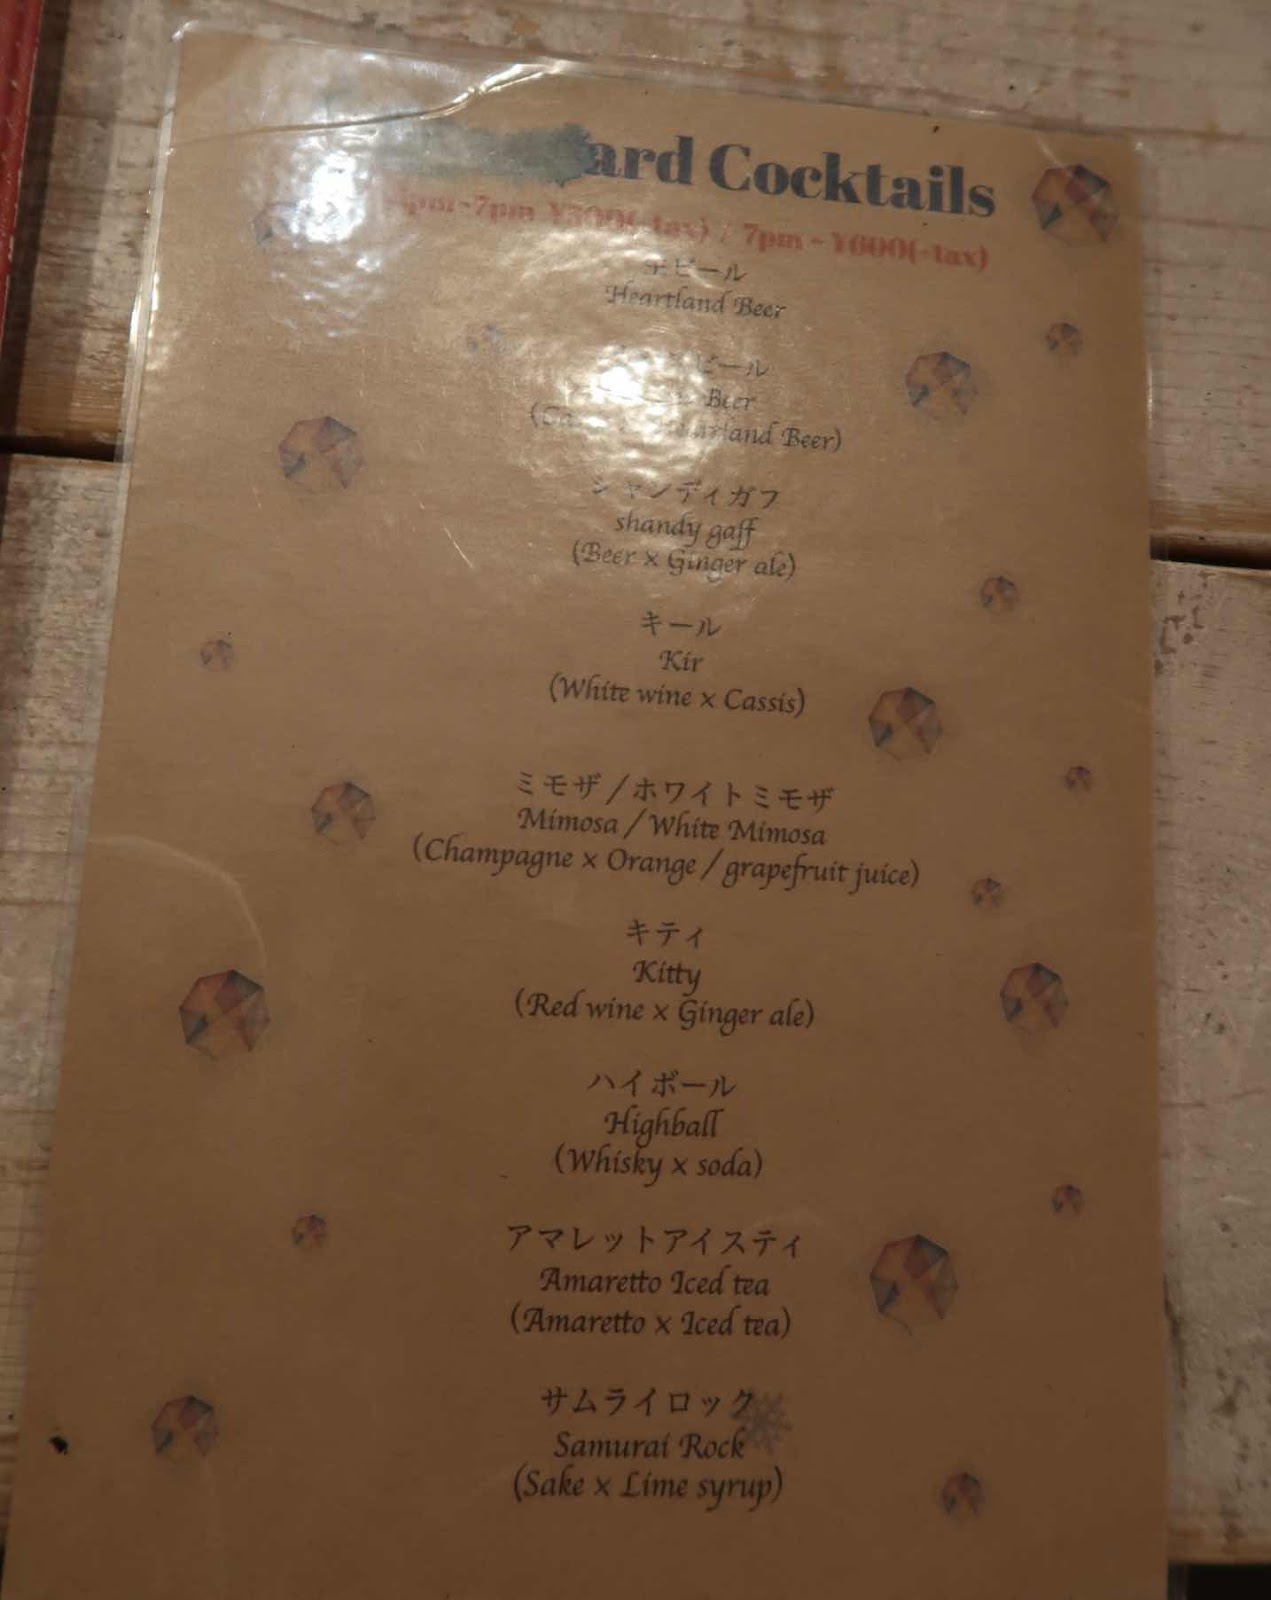 Cocktails
7pm ~ ¥600(+tax)
生ビール
Heartland Beer
ビール
Beer
Beer)
シャンディガフ
shandy gaff
(Beer x Ginger ale)
キール
Kir
(White wine x Cassis)
ミモザ/ホワイトミモザ
Mimosa / White Mimosa
(Champagne x Orange / grapefruit juice)
キティ
Kitty
(Red wine x Ginger ale)
ハイボール
Highball
(Whisky x soda)
アマレットアイスティ
Amaretto Iced tea
(Amaretto x Iced tea)
サムライロック
Samurai Rock
(Sake x Lime syrup)